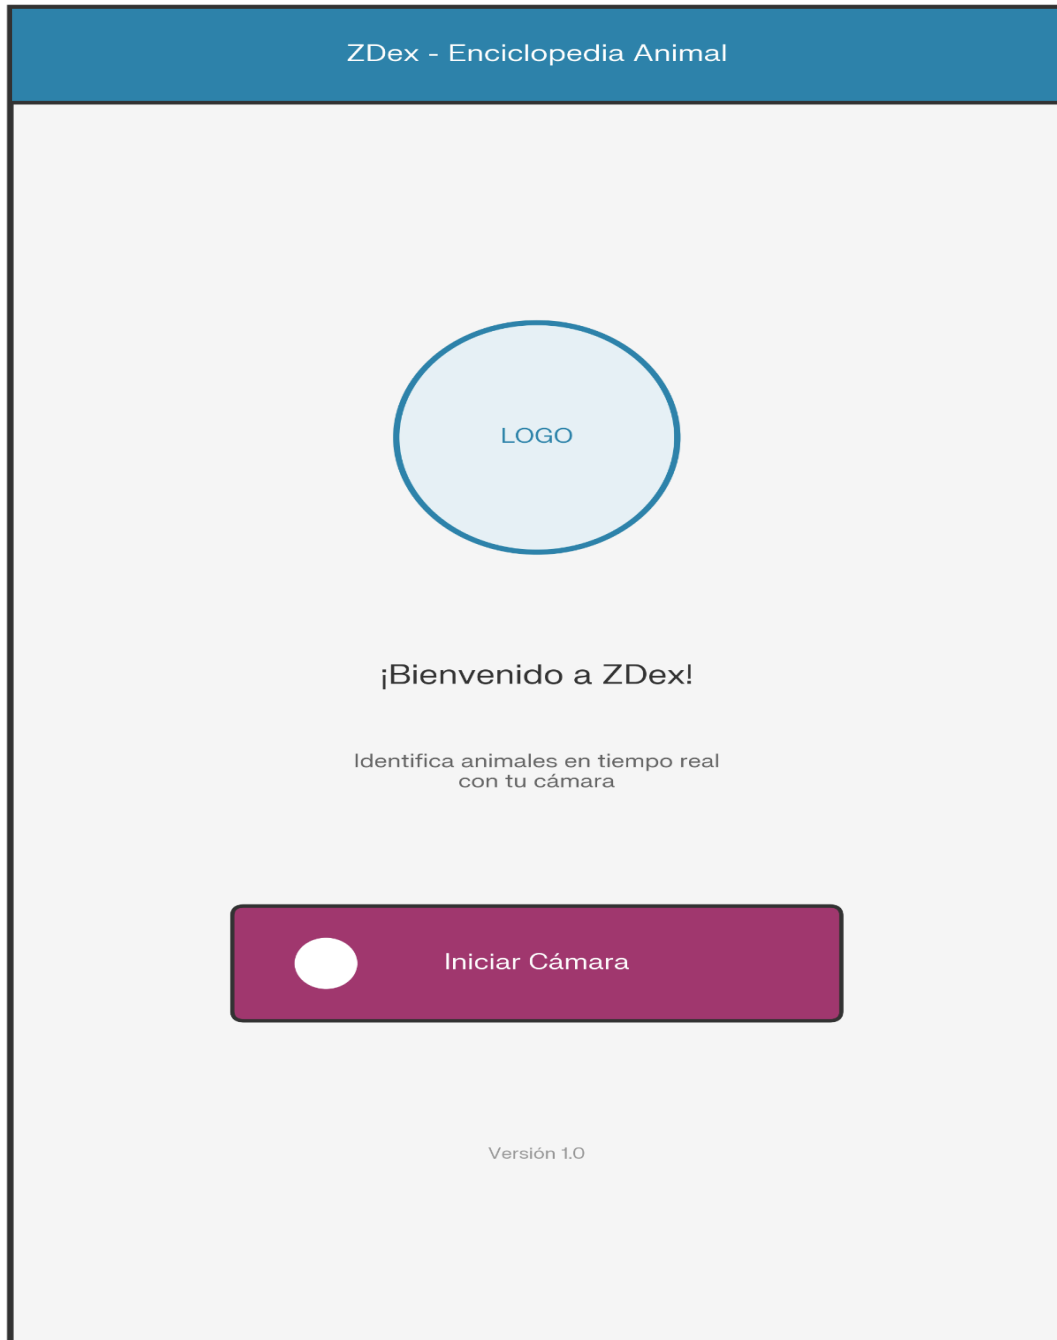 ZDex - Enciclopedia Animal
LOGO
¡Bienvenido a ZDex!
Identifica animales en tiempo real
con tu cámara
Iniciar Cámara
Versión 1.0